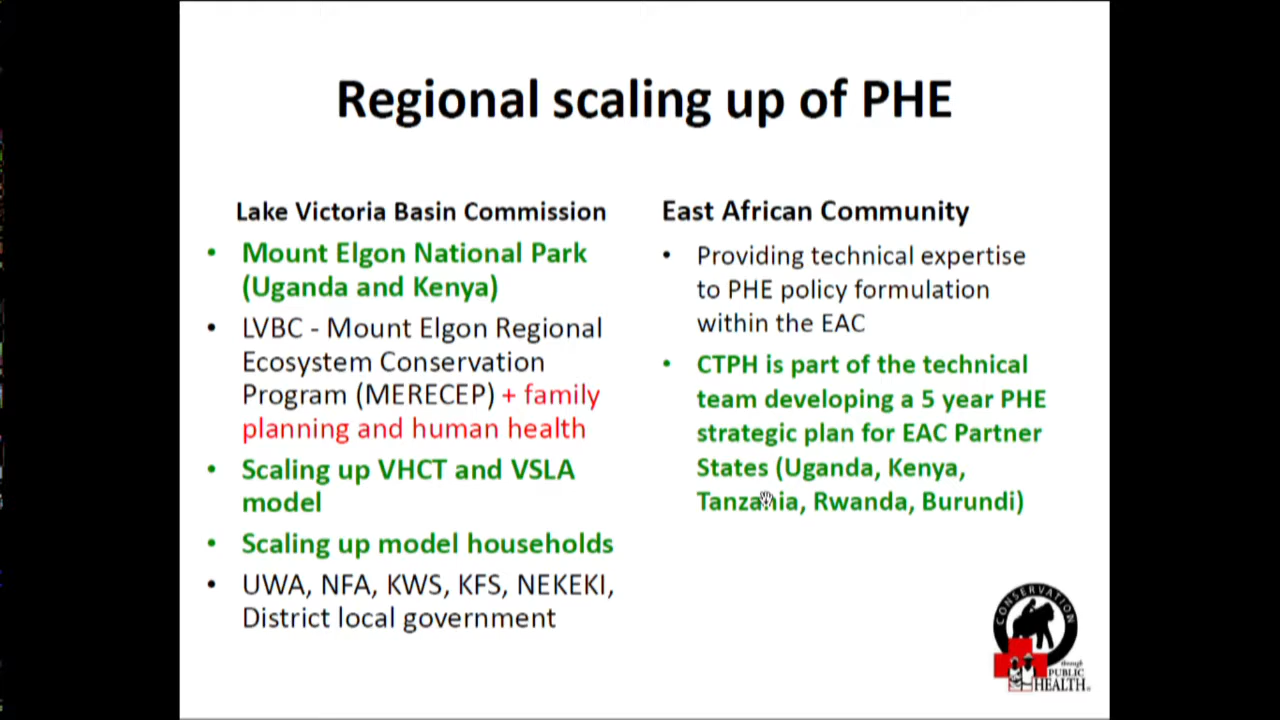 Regional scaling up of PHE
Lake Victoria Basin Commission
• Mount Elgon National Park
(Uganda and Kenya)
• LVBC - Mount Elgon Regional
Ecosystem Conservation
Program (MERECEP) + family
planning and human health
• Scaling up VHCT and VSLA
model
• Scaling up model households
• UWA, NFA, KWS, KFS, NEKEKI,
District local government
East African Community
• Providing technical expertise
to PHE policy formulation
within the EAC
• CTPH is part of the technical
team developing a 5 year PHE
strategic plan for EAC Partner
States (Uganda, Kenya,
Tanzania, Rwanda, Burundi)
CONSERVATION
through
PUBLIC
HEALTH